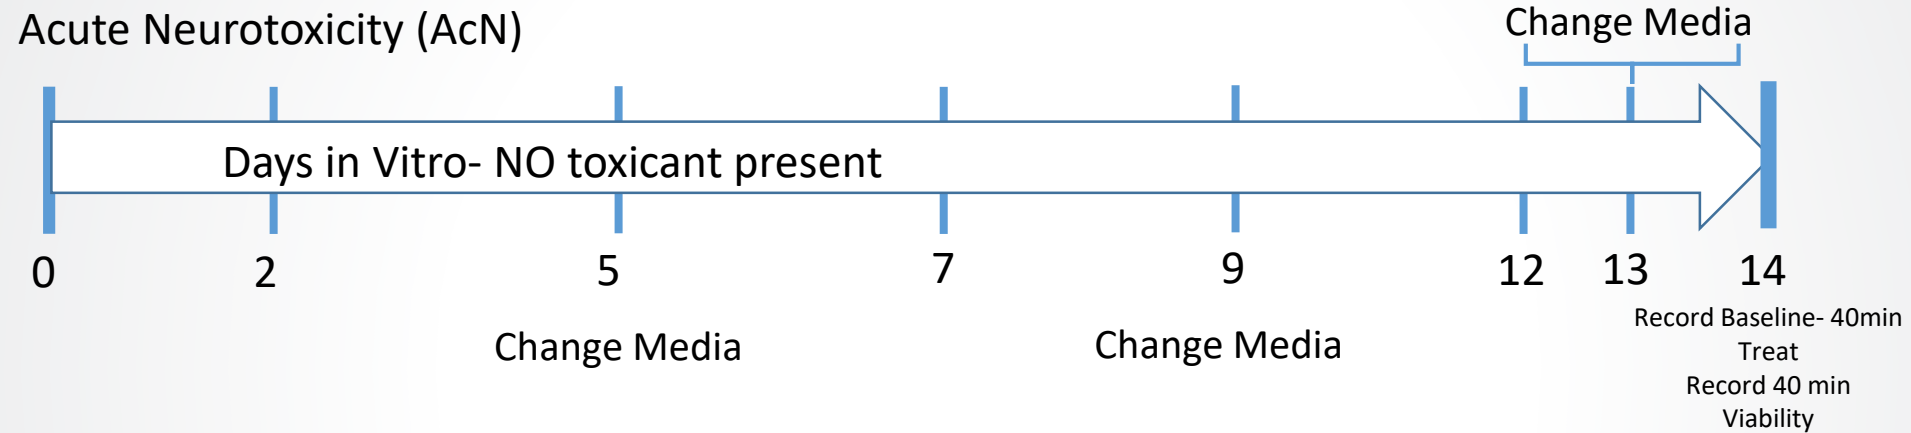 Acute Neurotoxicity (AcN)
Change Media
Days in Vitro- NO toxicant present
0 2 5 7 9 12 13 14
Change Media
Change Media
Record Baseline- 40min
Treat
Record 40 min
Viability